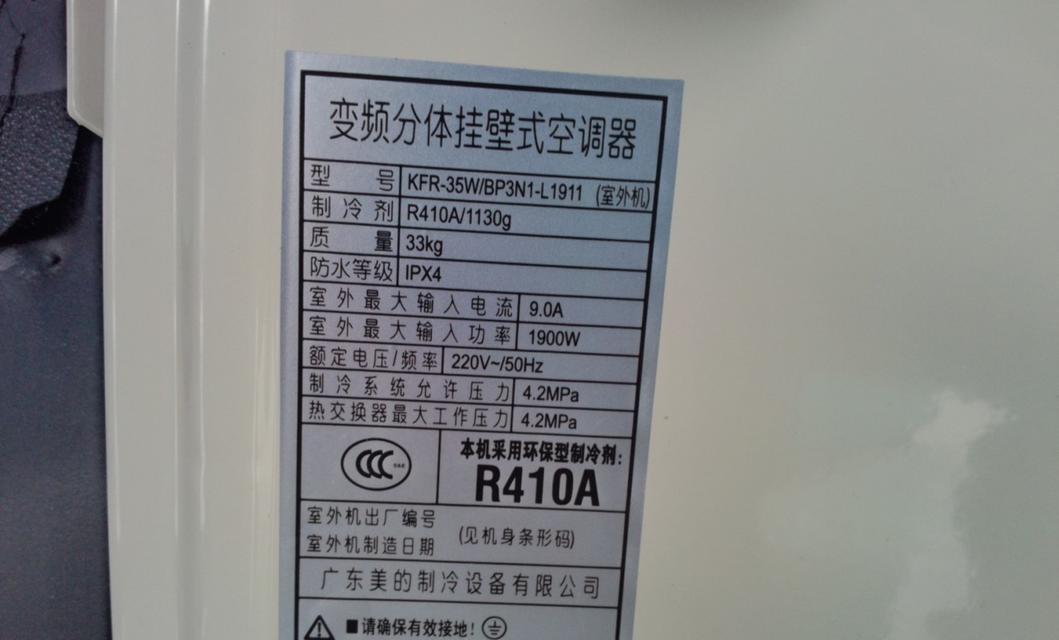 变频分体挂壁式空调器
型 号 KFR-35W/BP3N1-L1911 (室外机)
制冷剂 R410A/1130g
质 量 33kg
防水等级 IPX4
室外最大输入电流 9.0A
室外最大输入功率 1900W
额定电压/频率 220V~/50Hz
制冷系统允许压力 4.2MPa
热交换器最大工作压力 4.2MPa
CCC S&E
本机采用环保型制冷剂:
R410A
室外机出厂编号
室外机制造日期
(见机身条形码)
广东美的制冷设备有限公司
■请确保有效接地!